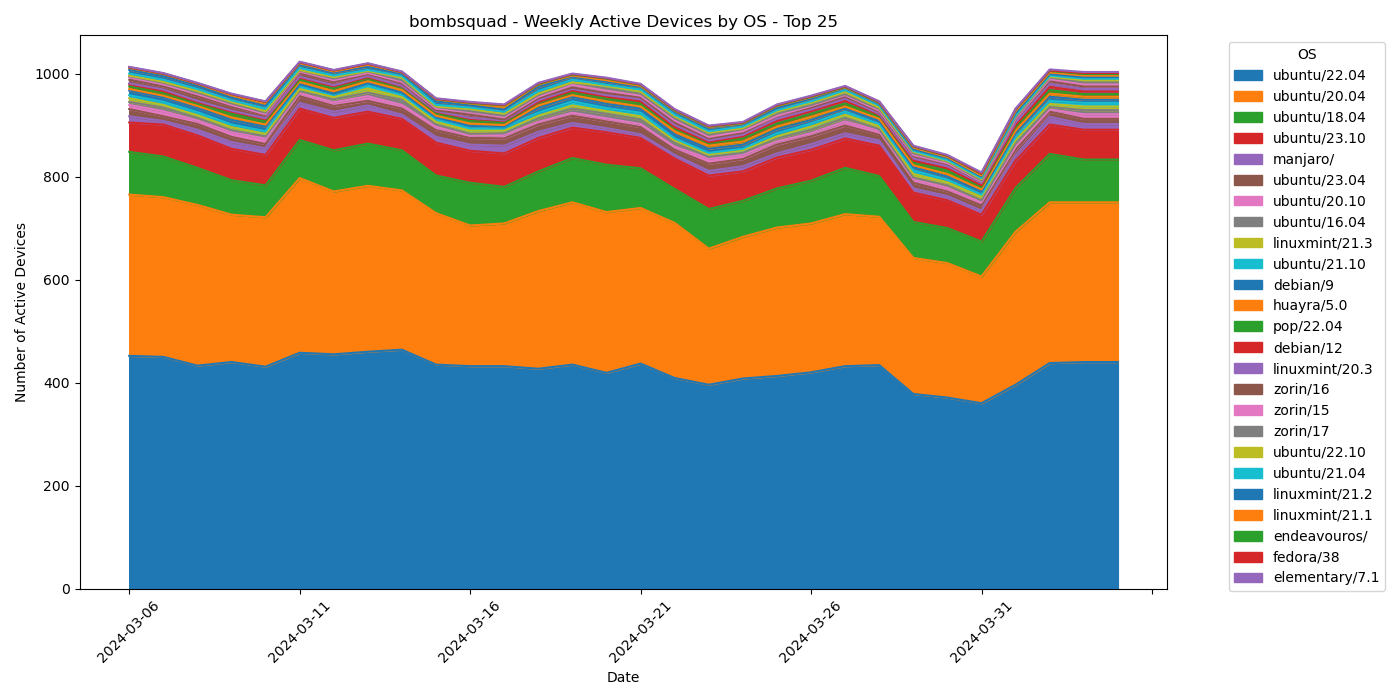 bombsquad - Weekly Active Devices by OS - Top 25
Number of Active Devices
1000
800
600
400
200
0
2024-03-06
2024-03-11
2024-03-16
2024-03-21
2024-03-26
2024-03-31
Date
OS
ubuntu/22.04
ubuntu/20.04
ubuntu/18.04
ubuntu/23.10
manjaro/
ubuntu/23.04
ubuntu/20.10
ubuntu/16.04
linuxmint/21.3
ubuntu/21.10
debian/9
huayra/5.0
pop/22.04
debian/12
linuxmint/20.3
zorin/16
zorin/15
zorin/17
ubuntu/22.10
ubuntu/21.04
linuxmint/21.2
linuxmint/21.1
endeavouros/
fedora/38
elementary/7.1